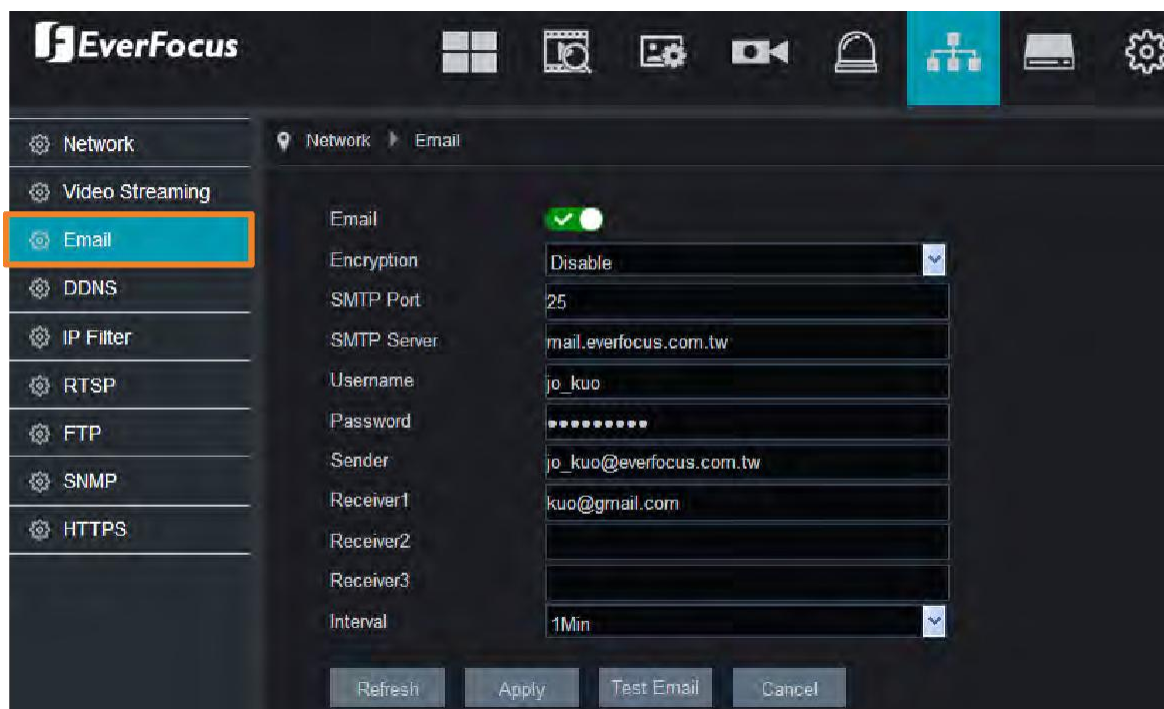 EverFocus
Network
Video Streaming
Email
DDNS
IP Filter
RTSP
FTP
SNMP
HTTPS
Network Email
Email
Encryption Disable
SMTP Port 25
SMTP Server mail.everfocus.com.tw
Username jo_kuo
Password •••••••••
Sender jo_kuo@everfocus.com.tw
Receiver1 kuo@gmail.com
Receiver2
Receiver3
Interval 1Min
Refresh Apply Test Email Cancel